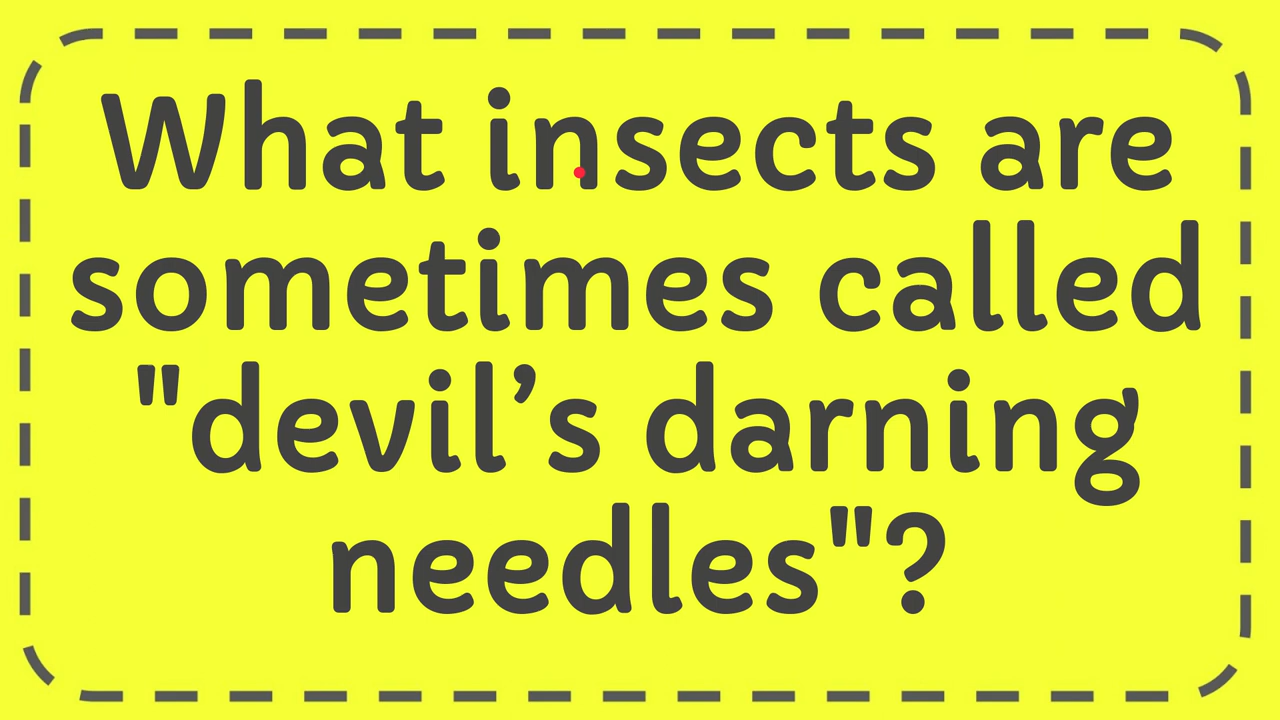 What insects are
sometimes called
"devil’s darning
needles"?